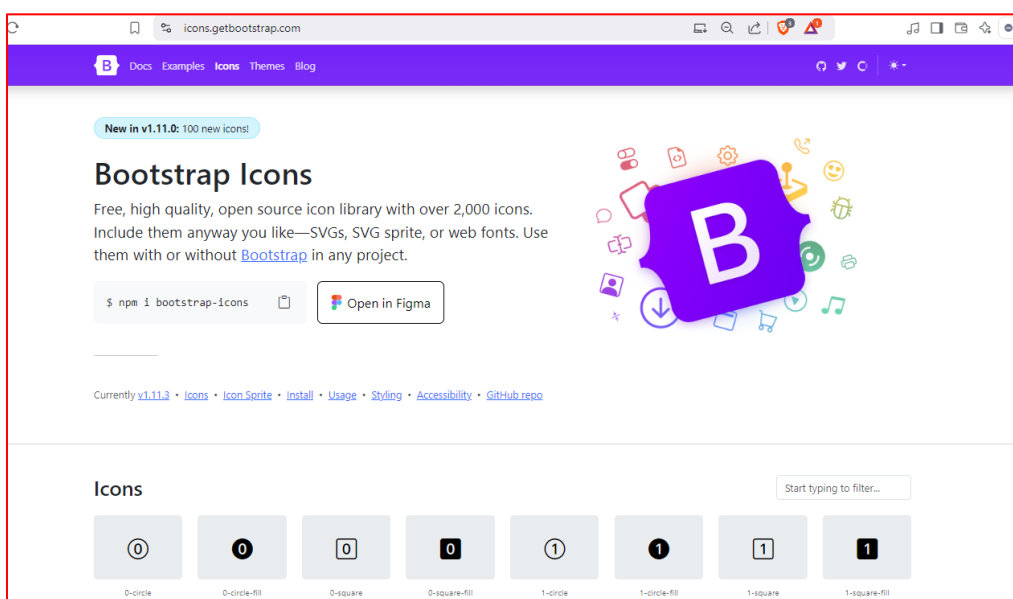 icons.getbootstrap.com
4
1
B Docs Examples Icons Themes Blog
New in v1.11.0: 100 new icons!
Bootstrap Icons
Free, high quality, open source icon library with over 2,000 icons.
Include them anyway you like—SVGs, SVG sprite, or web fonts. Use
them with or without Bootstrap in any project.
$ npm i bootstrap-icons
Open in Figma
B
Currently v1.11.3 • Icons • Icon Sprite • Install • Usage • Styling • Accessibility • GitHub repo
Icons
Start typing to filter...
0 0 0 0 1 1 1 1
0-circle 0-circle-fill 0-square 0-square-fill 1-circle 1-circle-fill 1-square 1-square-fill